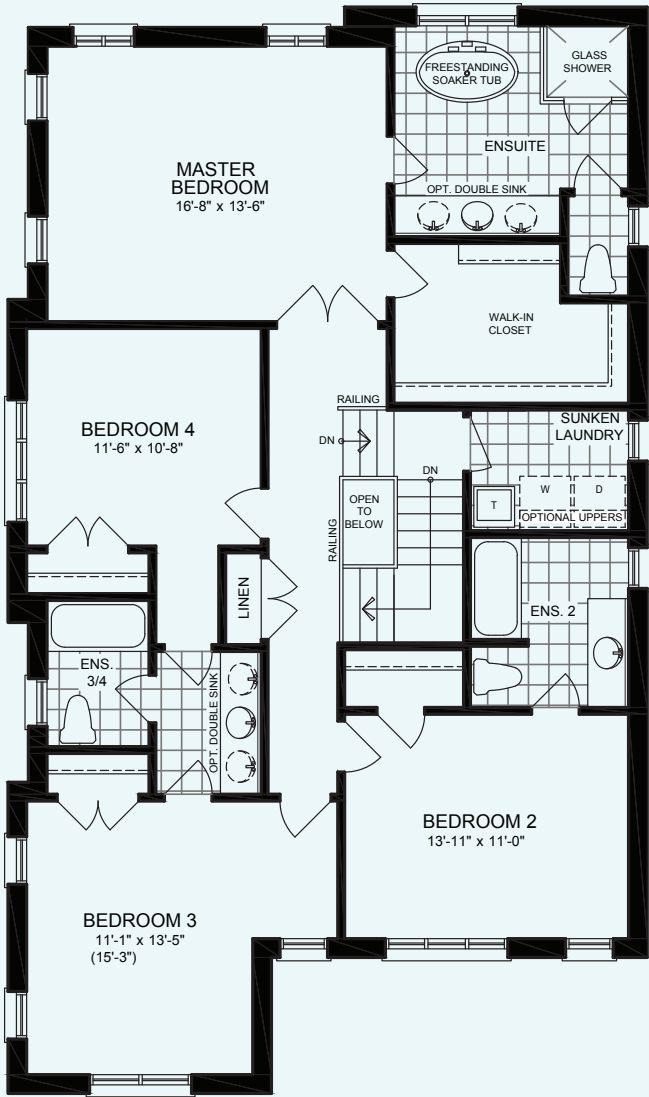 GLASS
SHOWER
FREESTANDING
SOAKER TUB
ENSUITE
MASTER
BEDROOM
16'-8" x 13'-6"
OPT. DOUBLE SINK
WALK-IN
CLOSET
RAILING
BEDROOM 4
11'-6" x 10'-8"
SUNKEN
LAUNDRY
DN
DN
W
D
T
OPEN
TO
BELOW
OPTIONAL UPPERS
RAILING
LINEN
ENS. 2
ENS.
3/4
OPT. DOUBLE SINK
BEDROOM 2
13'-11" x 11'-0"
BEDROOM 3
11'-1" x 13'-5"
(15'-3")